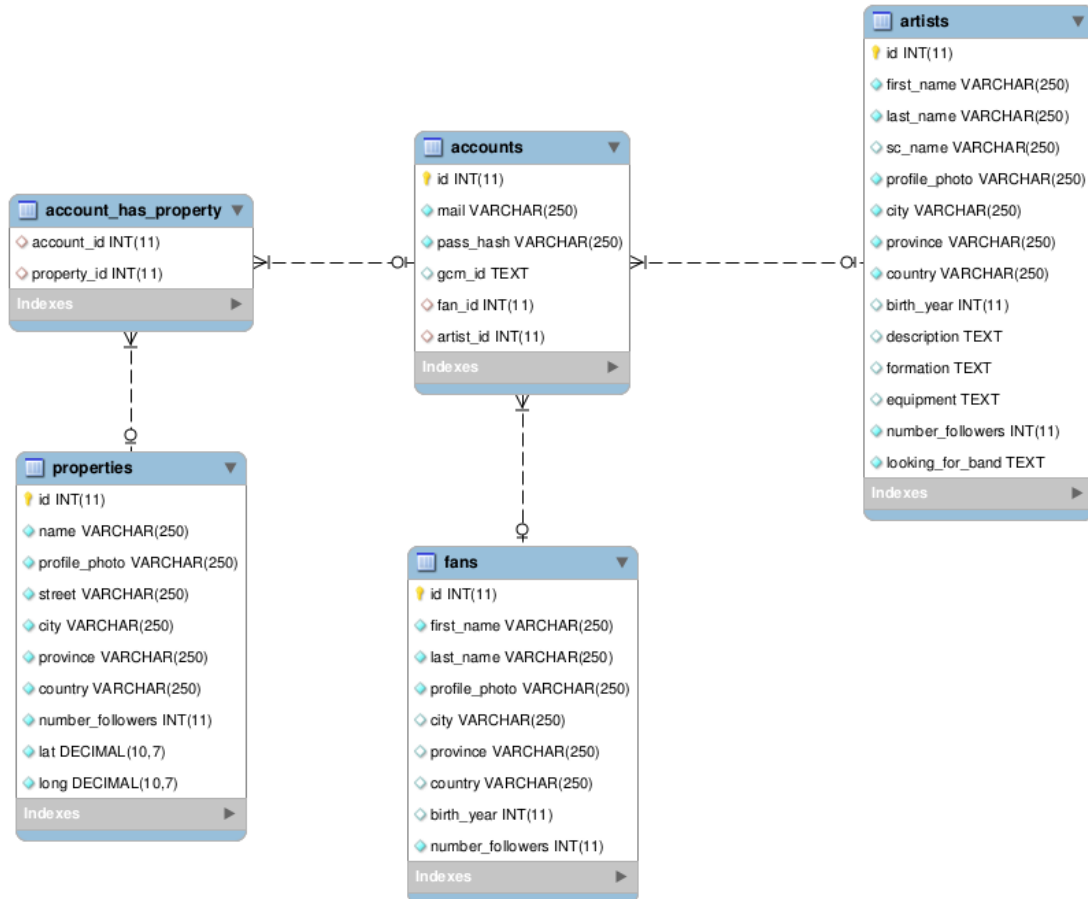 artists
id INT(11)
first_name VARCHAR(250)
last_name VARCHAR(250)
sc_name VARCHAR(250)
profile_photo VARCHAR(250)
city VARCHAR(250)
province VARCHAR(250)
country VARCHAR(250)
birth_year INT(11)
description TEXT
formation TEXT
equipment TEXT
number_followers INT(11)
looking_for_band TEXT
Indexes
accounts
id INT(11)
mail VARCHAR(250)
pass_hash VARCHAR(250)
gcm_id TEXT
fan_id INT(11)
artist_id INT(11)
Indexes
account_has_property
account_id INT(11)
property_id INT(11)
Indexes
properties
id INT(11)
name VARCHAR(250)
profile_photo VARCHAR(250)
street VARCHAR(250)
city VARCHAR(250)
province VARCHAR(250)
country VARCHAR(250)
number_followers INT(11)
lat DECIMAL(10,7)
long DECIMAL(10,7)
Indexes
fans
id INT(11)
first_name VARCHAR(250)
last_name VARCHAR(250)
profile_photo VARCHAR(250)
city VARCHAR(250)
province VARCHAR(250)
country VARCHAR(250)
birth_year INT(11)
number_followers INT(11)
Indexes